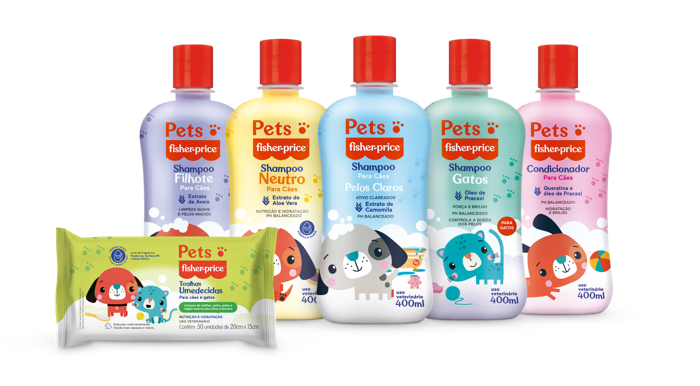 Pets
fisher-price
Shampoo
Filhote
Para Cães
Extrato
de Aveia
LIMPEZA SUAVE
E PELOS MACIOS
Pets
fisher-price
Shampoo
Neutro
Para Cães
Extrato de
Aloe Vera
NUTRIÇÃO E HIDRATAÇÃO
PH BALANCEADO
uso
veterinário
400
Pets
fisher-price
Shampoo
Para Cães
Pelos Claros
ATIVO CLAREADOR
Extrato de
Camomila
PH BALANCEADO
uso
veterinário
400ml
Pets
fisher-price
Shampoo
Gatos
Óleo de
Pracaxi
FORÇA E BRILHO
PH BALANCEADO
CONTROLA A QUEDA
DOS PELOS
PARA
GATOS
uso
veterinário
400ml
Pets
fisher-price
Condicionador
Para Cães
Queratina e
óleo de Pracaxi
PH BALANCEADO
HIDRATAÇÃO
E BRILHO
uso
veterinário
400ml
Pets
fisher-price
Toalhas
Umedecidas
Para cães e gatos
NUTRIÇÃO E HIDRATAÇÃO
USO VETERINÁRIO
Contém: 50 unidades de 20cm x 15cm